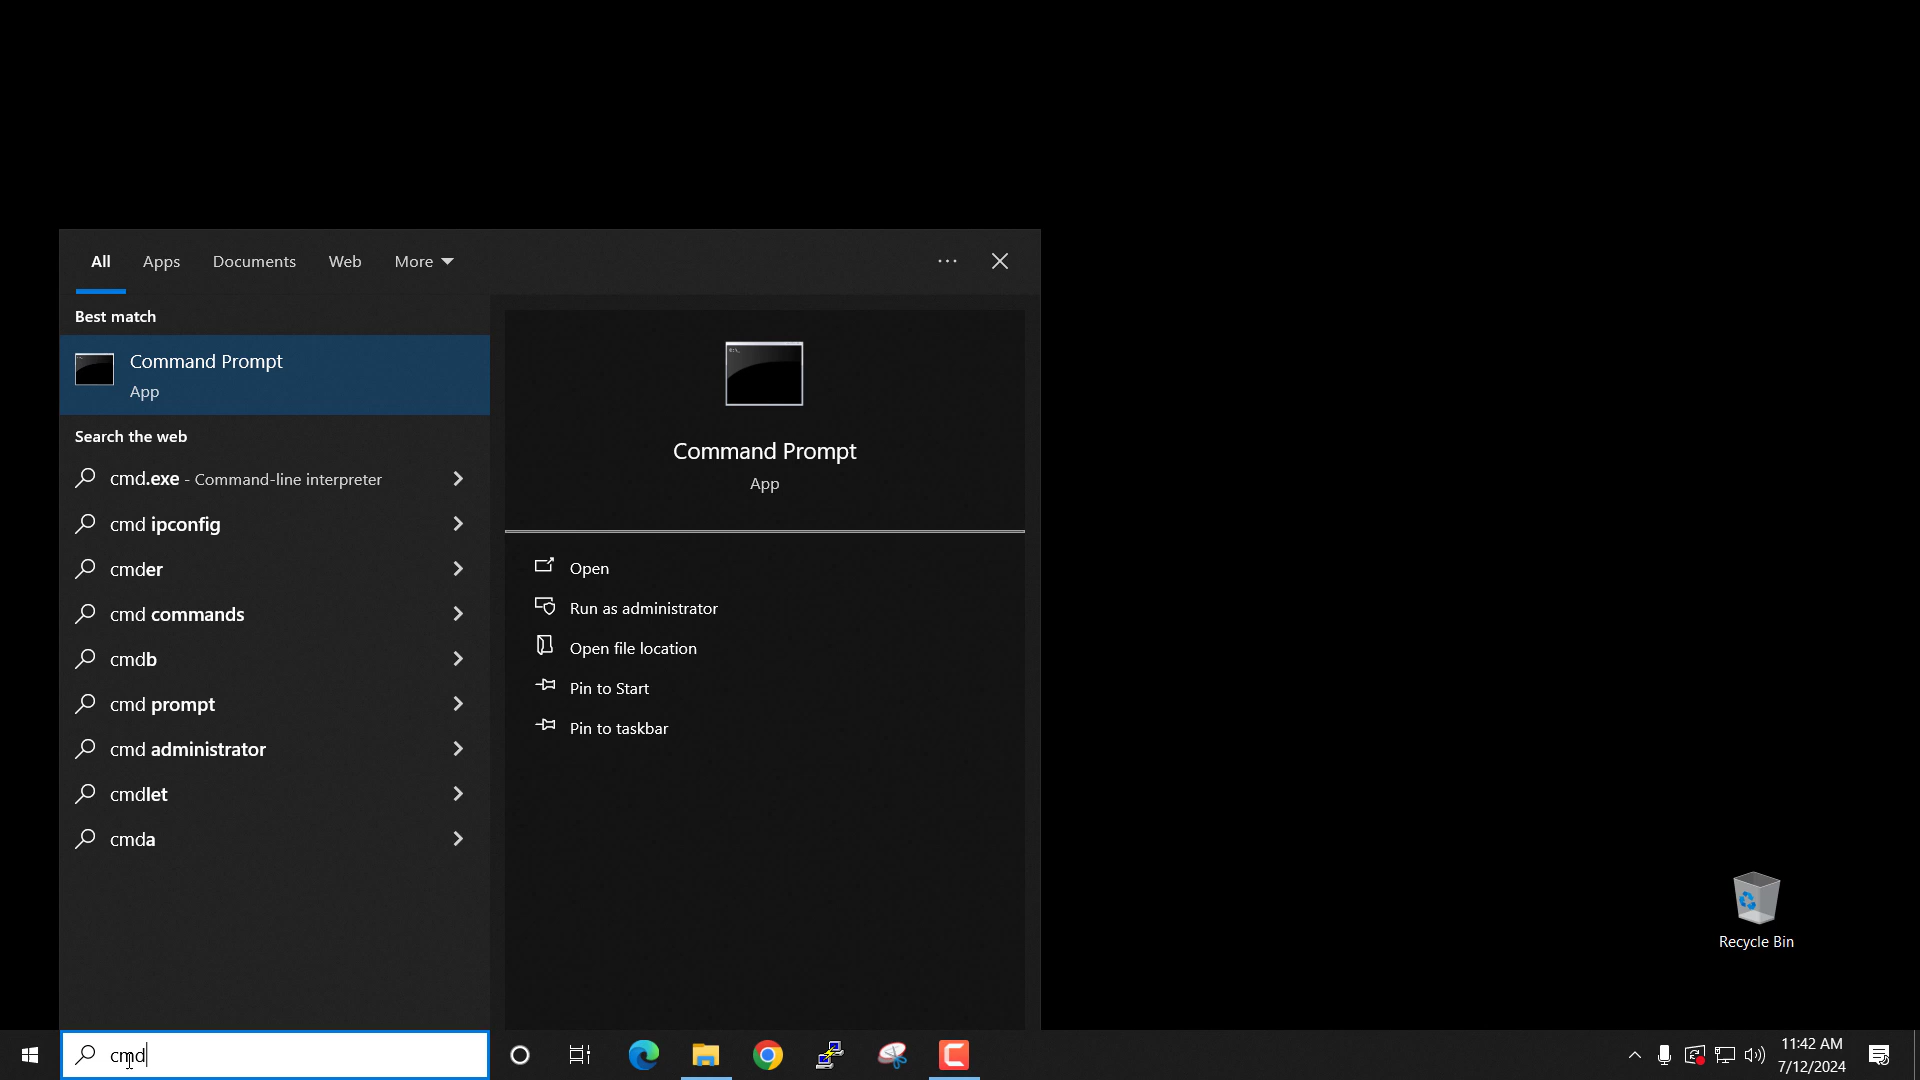 All Apps Documents Web More
Best match
Command Prompt
App
Search the web
cmd.exe - Command-line interpreter
cmd ipconfig
cmder
cmd commands
cmdb
cmd prompt
cmd administrator
cmdlet
cmda
Command Prompt
App
Open
Run as administrator
Open file location
Pin to Start
Pin to taskbar
Recycle Bin
cmd
11:42 AM
7/12/2024